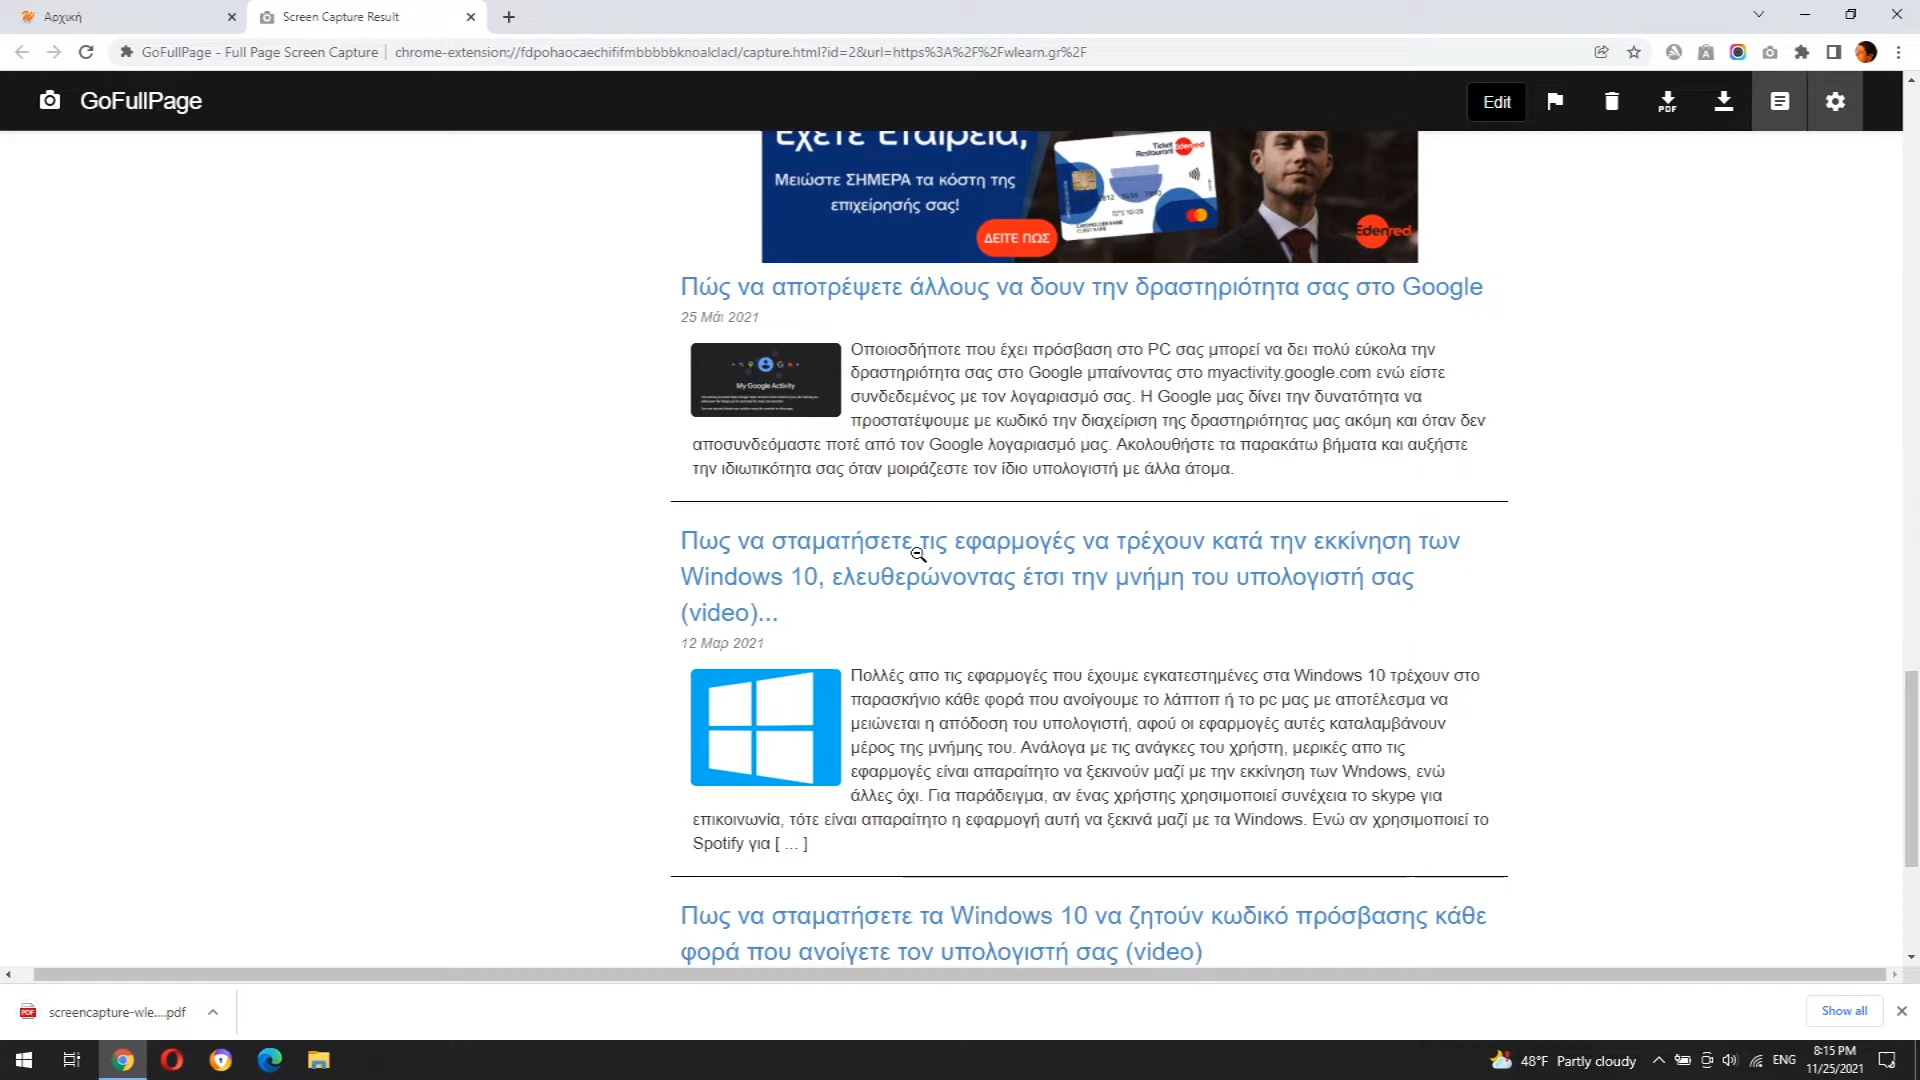 Αρχική
Screen Capture Result
GoFullPage - Full Page Screen Capture
chrome-extension://fdpohaocaechififmbbbbbknoalclacl/capture.html?id=2&url=https%3A%2F%2Fwlearn.gr%2F
GoFullPage
Edit
PDF
Έχετε Εταιρεία,
Μειώστε ΣΗΜΕΡΑ τα κόστη της
επιχείρησής σας!
ΔΕΙΤΕ ΠΩΣ
Ticket
Restaurant
Edenred
Edenred
Πώς να αποτρέψετε άλλους να δουν την δραστηριότητα σας στο Google
25 Μάι 2021
My Google Activity
Οποιοσδήποτε που έχει πρόσβαση στο PC σας μπορεί να δει πολύ εύκολα την
δραστηριότητα σας στο Google μπαίνοντας στο myactivity.google.com ενώ είστε
συνδεδεμένος με τον λογαριασμό σας. Η Google μας δίνει την δυνατότητα να
προστατέψουμε με κωδικό την διαχείριση της δραστηριότητας μας ακόμη και όταν δεν
αποσυνδεόμαστε ποτέ από τον Google λογαριασμό μας. Ακολουθήστε τα παρακάτω βήματα και αυξήστε
την ιδιωτικότητα σας όταν μοιράζεστε τον ίδιο υπολογιστή με άλλα άτομα.
Πως να σταματήσετε τις εφαρμογές να τρέχουν κατά την εκκίνηση των
Windows 10, ελευθερώνοντας έτσι την μνήμη του υπολογιστή σας
(video)...
12 Μαρ 2021
Πολλές απο τις εφαρμογές που έχουμε εγκατεστημένες στα Windows 10 τρέχουν στο
παρασκήνιο κάθε φορά που ανοίγουμε το λάπτοπ ή το pc μας με αποτέλεσμα να
μειώνεται η απόδοση του υπολογιστή, αφού οι εφαρμογές αυτές καταλαμβάνουν
μέρος της μνήμης του. Ανάλογα με τις ανάγκες του χρήστη, μερικές απο τις
εφαρμογές είναι απαραίτητο να ξεκινούν μαζί με την εκκίνηση των Wndows, ενώ
άλλες όχι. Για παράδειγμα, αν ένας χρήστης χρησιμοποιεί συνέχεια το skype για
επικοινωνία, τότε είναι απαραίτητο η εφαρμογή αυτή να ξεκινά μαζί με τα Windows. Ενώ αν χρησιμοποιεί το
Spotify για [ ... ]
Πως να σταματήσετε τα Windows 10 να ζητούν κωδικό πρόσβασης κάθε
φορά που ανοίγετε τον υπολογιστή σας (video)
screencapture-wle....pdf
Show all
48°F Partly cloudy
ENG
8:15 PM
11/25/2021